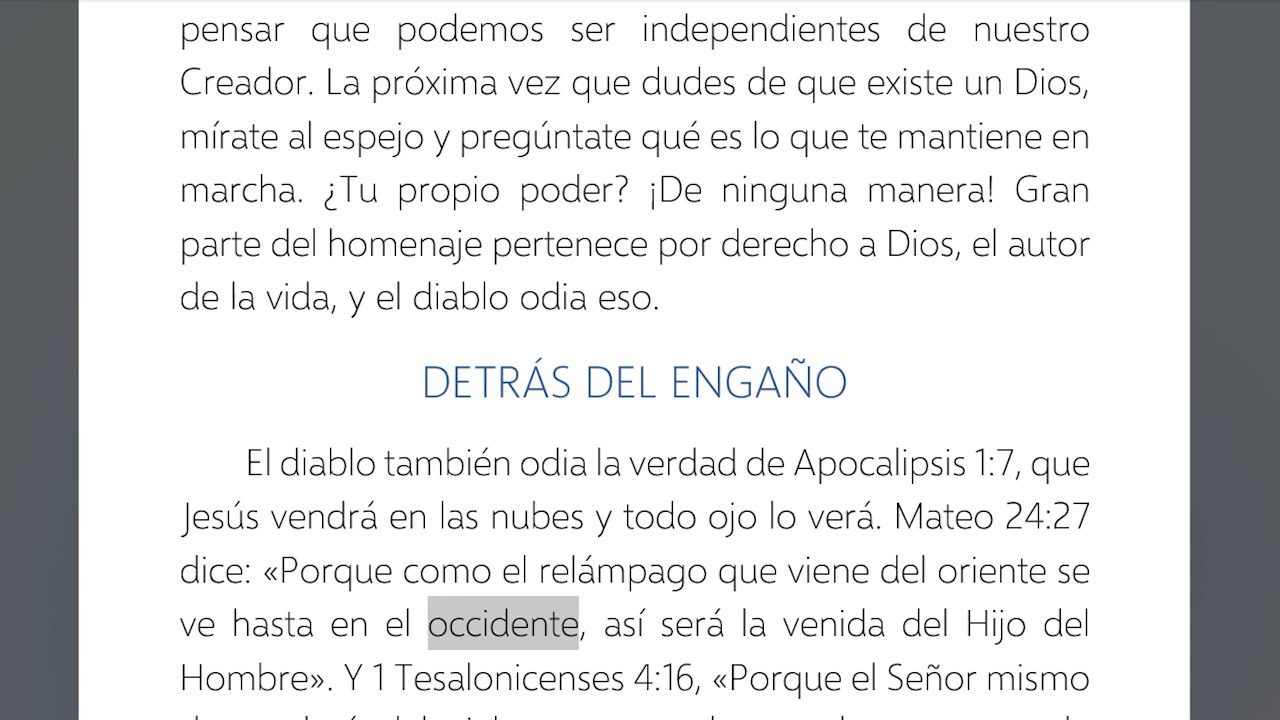 pensar que podemos ser independientes de nuestro
Creador. La próxima vez que dudes de que existe un Dios,
mírate al espejo y pregúntate qué es lo que te mantiene en
marcha. ¿Tu propio poder? ¡De ninguna manera! Gran
parte del homenaje pertenece por derecho a Dios, el autor
de la vida, y el diablo odia eso.
DETRÁS DEL ENGAÑO
El diablo también odia la verdad de Apocalipsis 1:7, que
Jesús vendrá en las nubes y todo ojo lo verá. Mateo 24:27
dice: «Porque como el relámpago que viene del oriente se
ve hasta en el occidente, así será la venida del Hijo del
Hombre». Y 1 Tesalonicenses 4:16, «Porque el Señor mismo